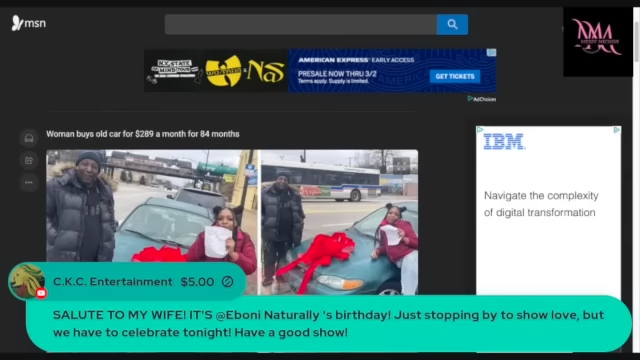 msn
N.Y. STATE OF MIND TOUR
WU-TANG
NAS
AMERICAN EXPRESS® EARLY ACCESS
PRESALE NOW THRU 3/2
Terms apply. Supply is limited.
GET TICKETS
AdChoices
NMA
Woman buys old car for $289 a month for 84 months
IBM
Navigate the complexity
of digital transformation
C.K.C. Entertainment $5.00
SALUTE TO MY WIFE! IT'S @Eboni Naturally 's birthday! Just stopping by to show love, but
we have to celebrate tonight! Have a good show!